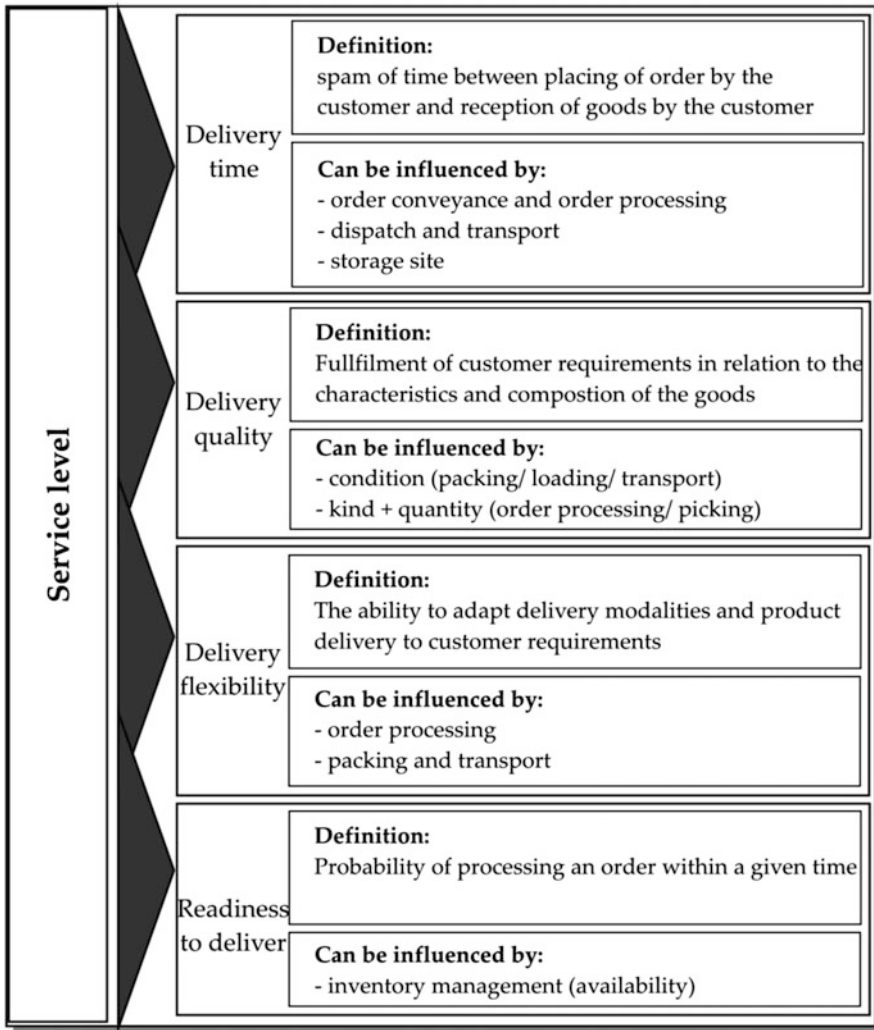 Service level
Delivery
time
Definition:
spam of time between placing of order by the
customer and reception of goods by the customer
Can be influenced by:
- order conveyance and order processing
- dispatch and transport
- storage site
Delivery
quality
Definition:
Fullfilment of customer requirements in relation to the
characteristics and compostion of the goods
Can be influenced by:
- condition (packing/ loading/ transport)
- kind + quantity (order processing/ picking)
Delivery
flexibility
Definition:
The ability to adapt delivery modalities and product
delivery to customer requirements
Can be influenced by:
- order processing
- packing and transport
Readiness
to deliver
Definition:
Probability of processing an order within a given time
Can be influenced by:
- inventory management (availability)